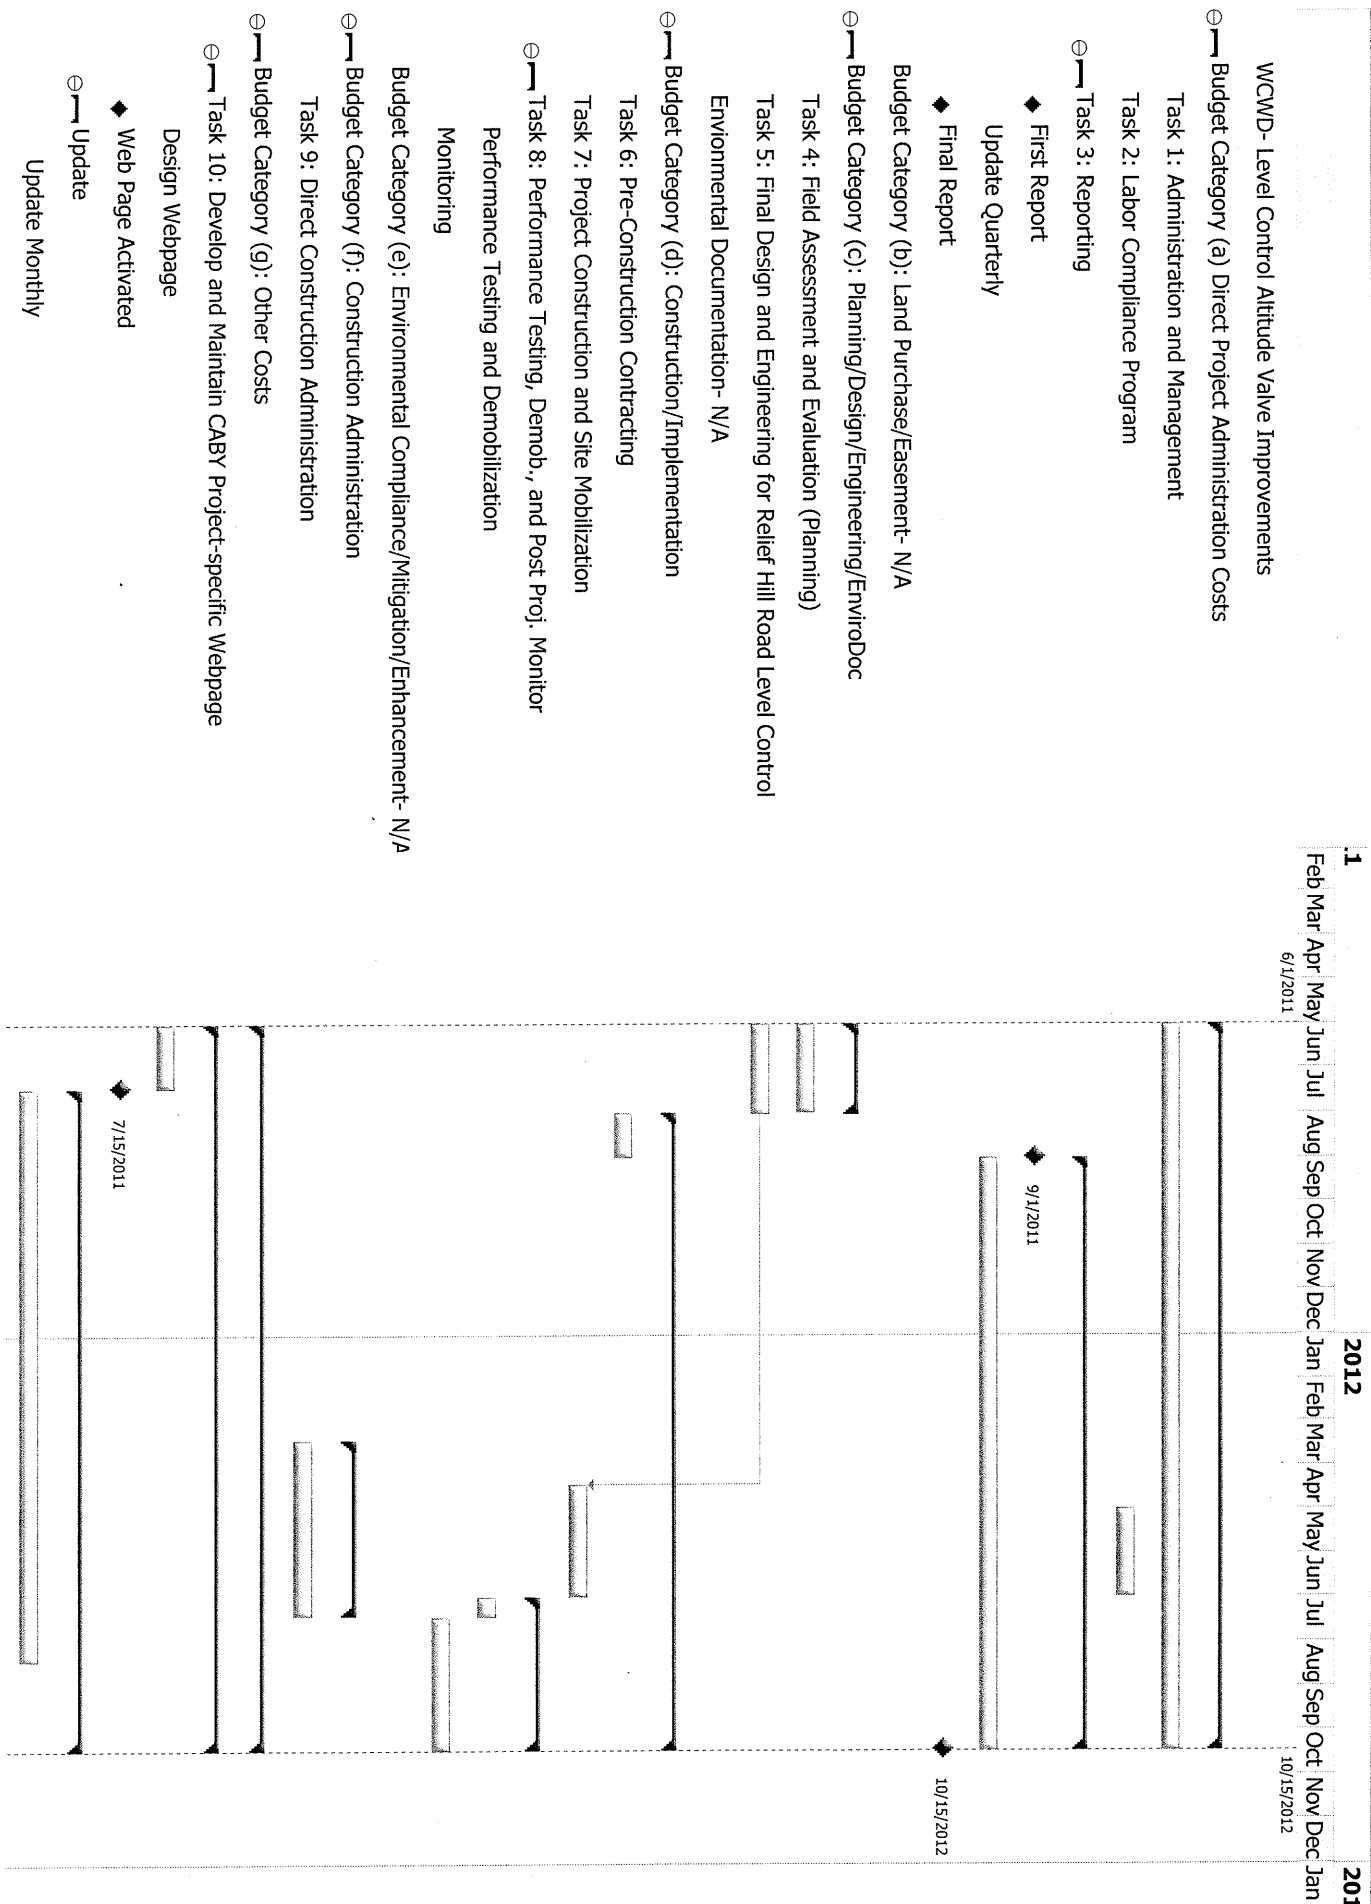 .1
2012
201
Feb Mar Apr May Jun Jul Aug Sep Oct Nov Dec Jan Feb Mar Apr May Jun Jul Aug Sep Oct Nov Dec Jan
6/1/2011
10/15/2012
WCWD- Level Control Altitude Valve Improvements
Budget Category (a) Direct Project Administration Costs
Task 1: Administration and Management
Task 2: Labor Compliance Program
Task 3: Reporting
First Report
9/1/2011
Update Quarterly
Final Report
10/15/2012
Budget Category (b): Land Purchase/Easement- N/A
Budget Category (c): Planning/Design/Engineering/EnviroDoc
Task 4: Field Assessment and Evaluation (Planning)
Task 5: Final Design and Engineering for Relief Hill Road Level Control
Envionmental Documentation- N/A
Budget Category (d): Construction/Implementation
Task 6: Pre-Construction Contracting
Task 7: Project Construction and Site Mobilization
Task 8: Performance Testing, Demob., and Post Proj. Monitor
Performance Testing and Demobilization
Monitoring
Budget Category (e): Environmental Compliance/Mitigation/Enhancement- N/A
Budget Category (f): Construction Administration
Task 9: Direct Construction Administration
Budget Category (g): Other Costs
Task 10: Develop and Maintain CABY Project-specific Webpage
Design Webpage
Web Page Activated
7/15/2011
Update
Update Monthly